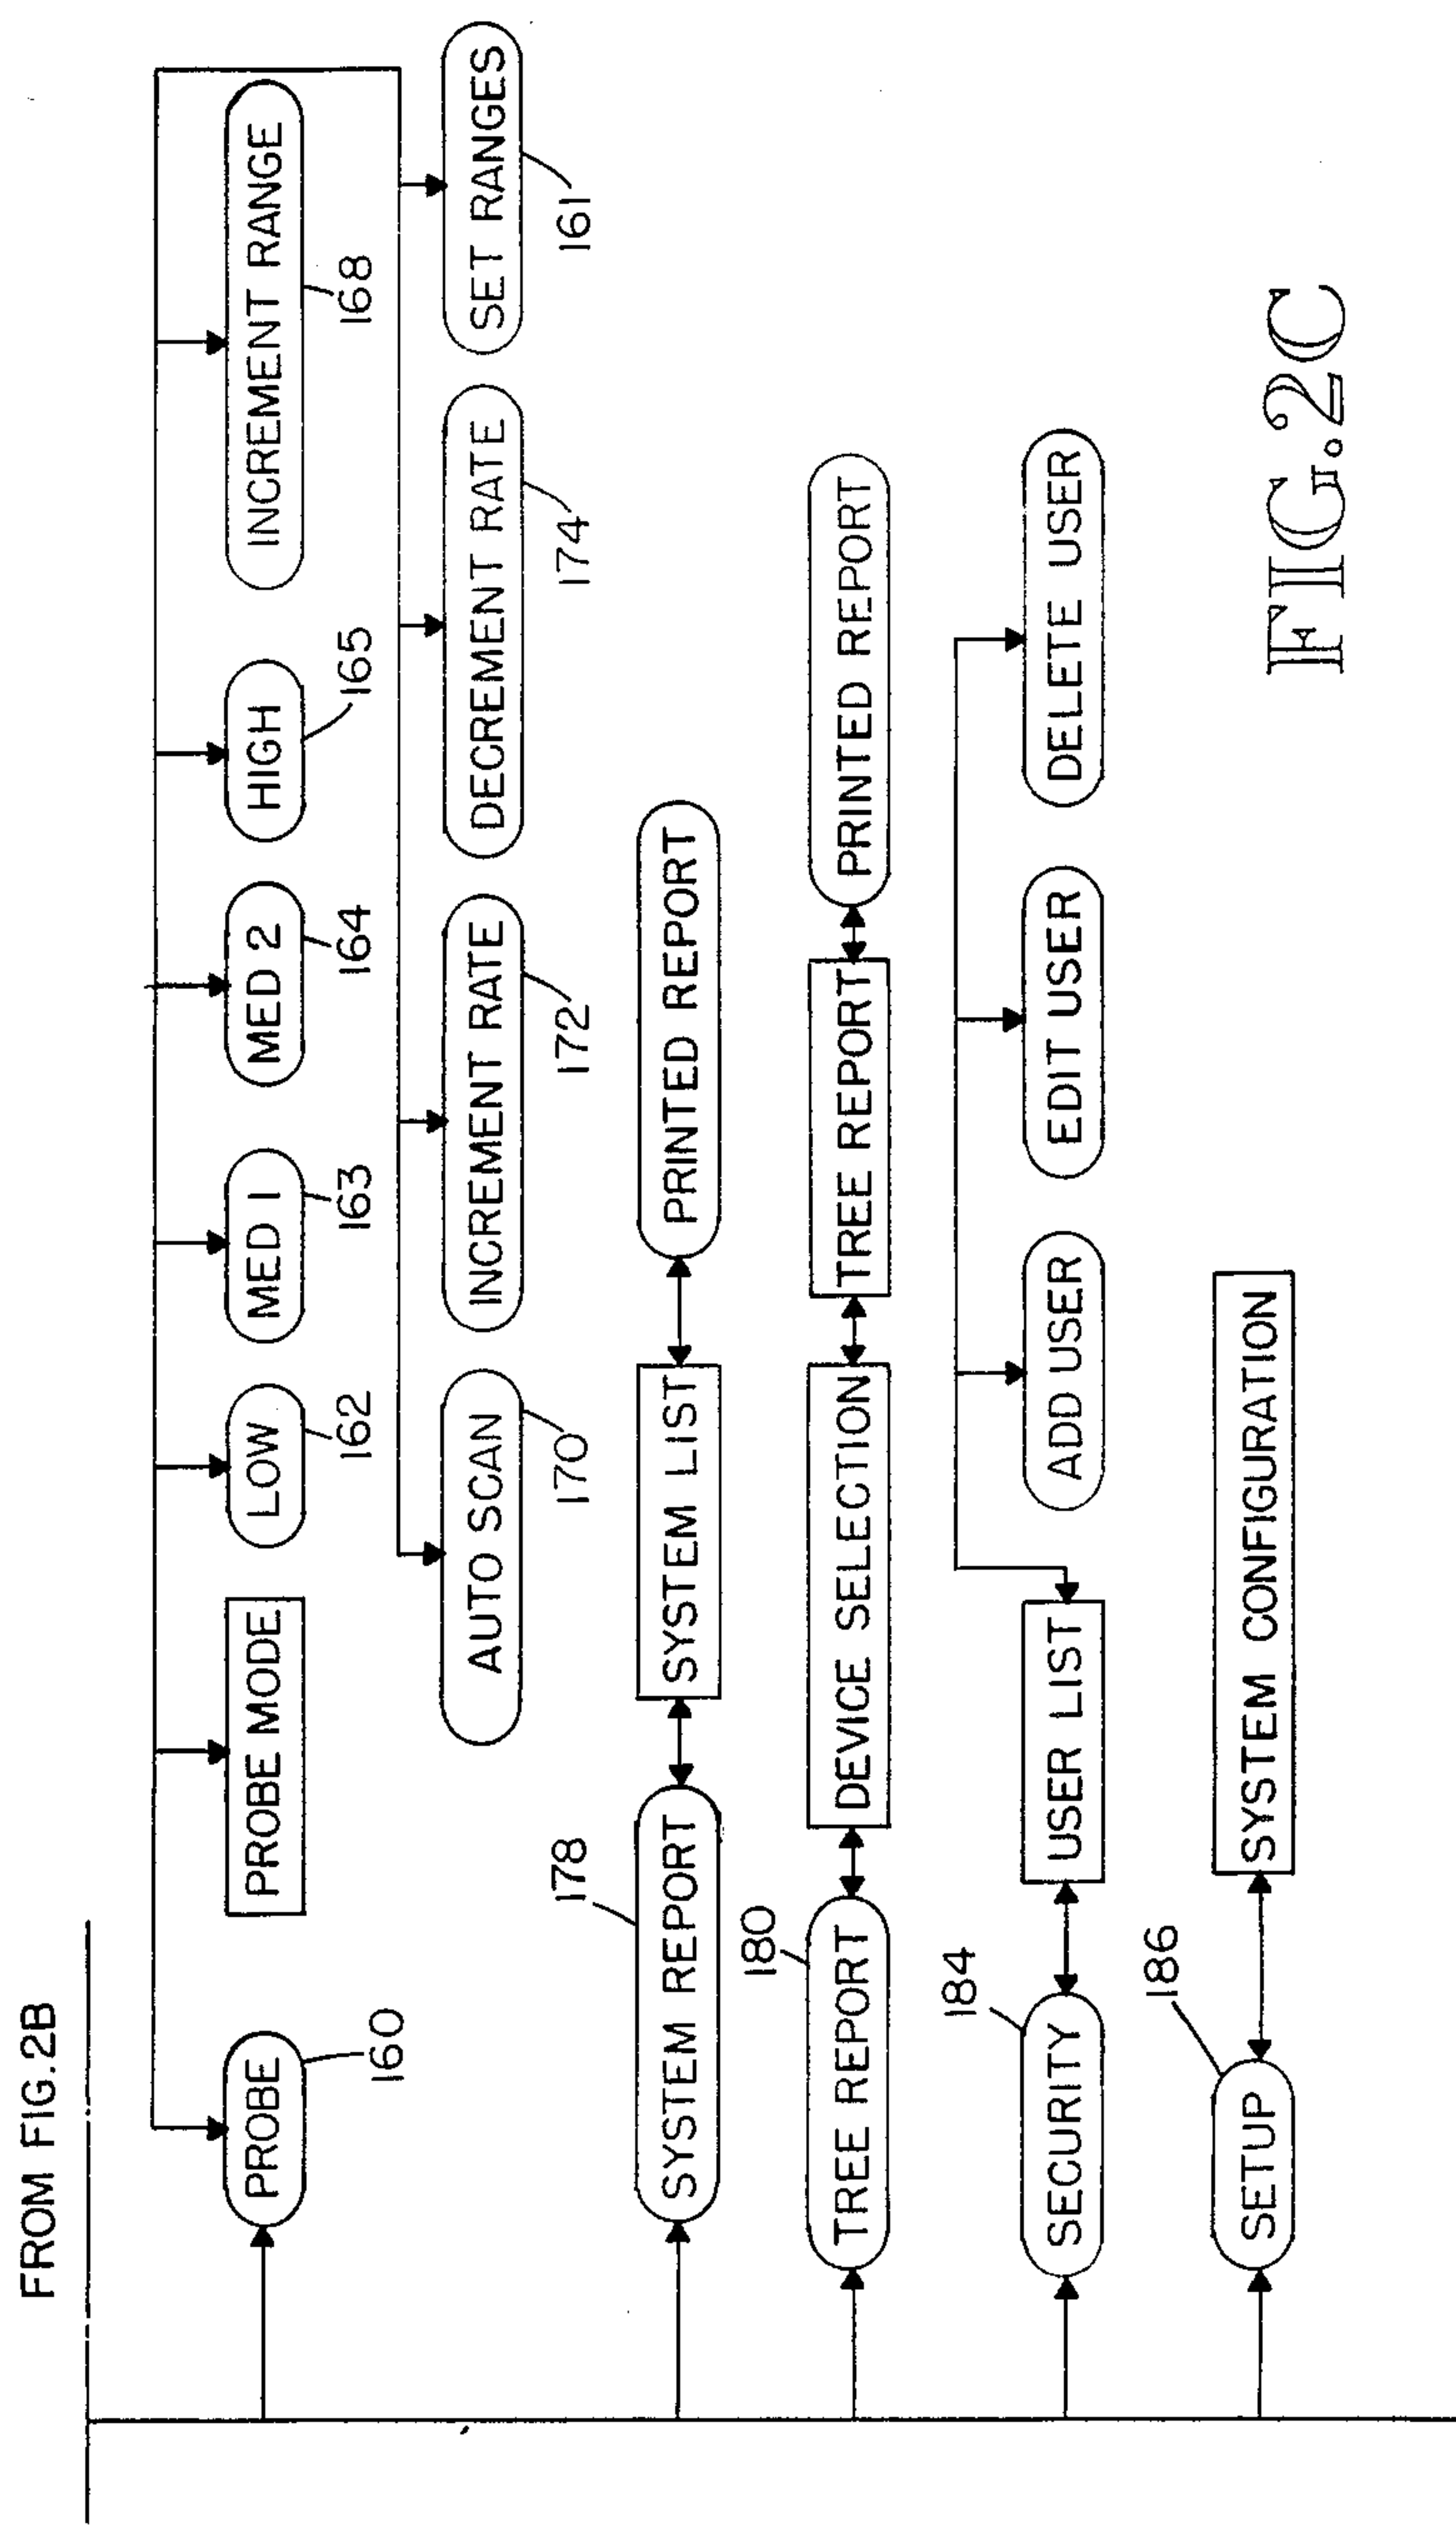 FROM FIG.2B
PROBE
PROBE MODE
LOW
MED 1
MED 2
HIGH
INCREMENT RANGE
160
162
163
164
165
168
AUTO SCAN
INCREMENT RATE
DECREMENT RATE
SET RANGES
170
172
174
161
178
SYSTEM REPORT
SYSTEM LIST
PRINTED REPORT
180
TREE REPORT
DEVICE SELECTION
TREE REPORT
PRINTED REPORT
184
SECURITY
USER LIST
ADD USER
EDIT USER
DELETE USER
186
SETUP
SYSTEM CONFIGURATION
FIG.2C